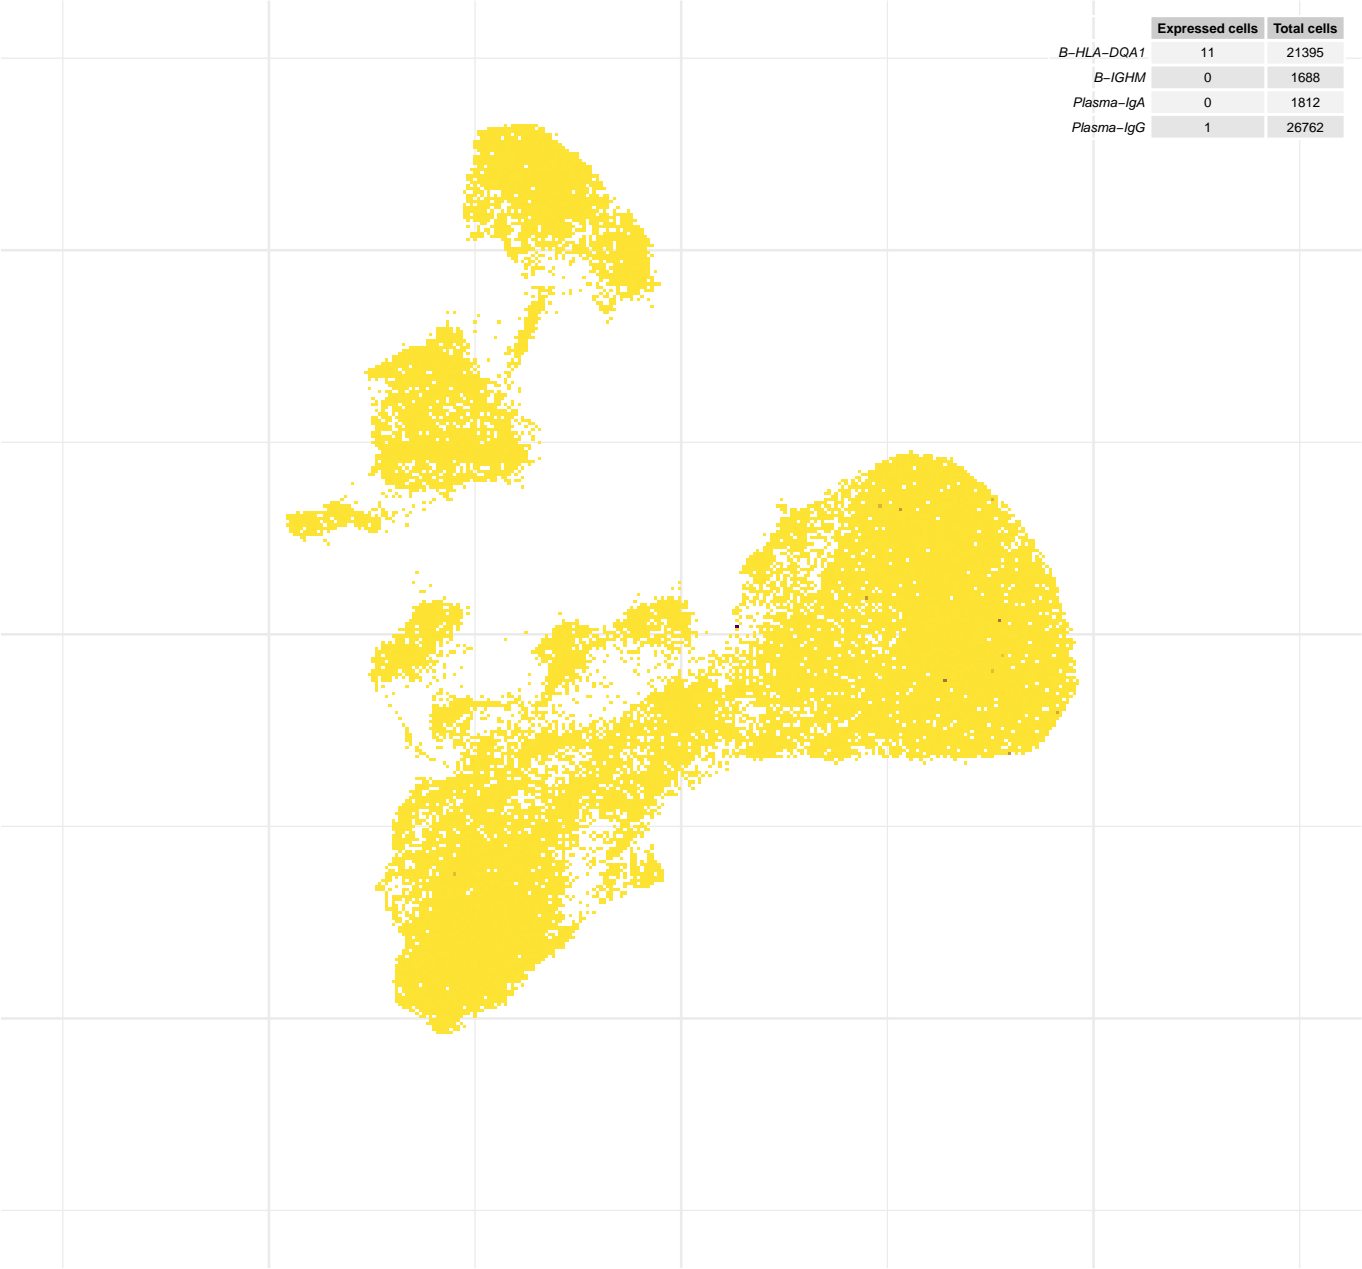 Expressed cells Total cells
B−HLA−DQA1 11 21395
B−IGHM 0 1688
Plasma−IgA 0 1812
Plasma−IgG 1 26762